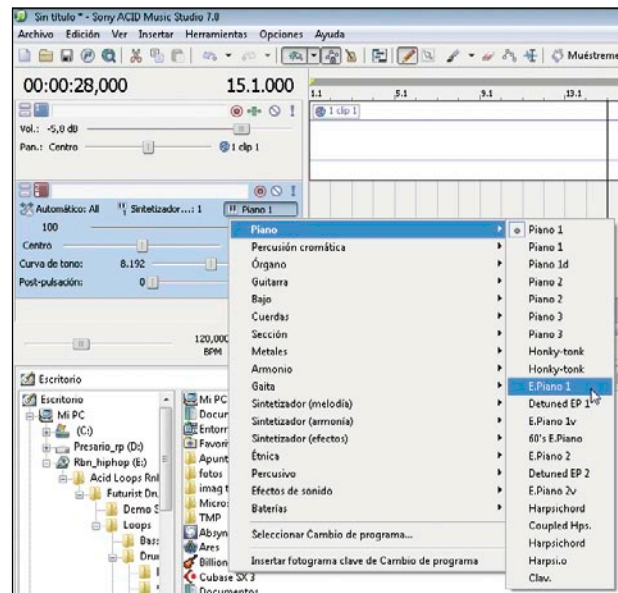 Sin título * - Sony ACID Music Studio 7.0
Archivo Edición Ver Insertar Herramientas Opciones Ayuda
Muéstreme
00:00:28,000 15.1.000
1.1 5.1 9.1 13.1
1 clip 1
Vol.: -5,8 dB
Pan.: Centro 1 clip 1
Automático: All Sintetizador...: 1 Piano 1
100
Centro
Curva de tono: 8.192
Post-pulsación: 0
120,000
BPM
Piano
Percusión cromática
Órgano
Guitarra
Bajo
Cuerdas
Sección
Metales
Armonio
Gaita
Sintetizador (melodía)
Sintetizador (armonía)
Sintetizador (efectos)
Étnica
Percusivo
Efectos de sonido
Baterías
Seleccionar Cambio de programa...
Insertar fotograma clave de Cambio de programa
Piano 1
Piano 1
Piano 1d
Piano 2
Piano 2
Piano 3
Piano 3
Honky-tonk
Honky-tonk
E.Piano 1
Detuned EP 1
E.Piano 1v
60's E.Piano
E.Piano 2
Detuned EP 2
E.Piano 2v
Harpsichord
Coupled Hps.
Harpsichord
Harpsi.o
Clav.
Escritorio
Escritorio
Mi PC
(C:)
Presario_rp (D:)
Rbn_hiphop (E:)
Acid Loops Rnl
Futurist Dru
Demo S
Loops
Bass
Drum
Mi PC
Docum
Entorr
Favori
Apunt
fotos
imag t
Micros
TMP
Absyn
Ares
Billion
Cubase SX 3
Documentos